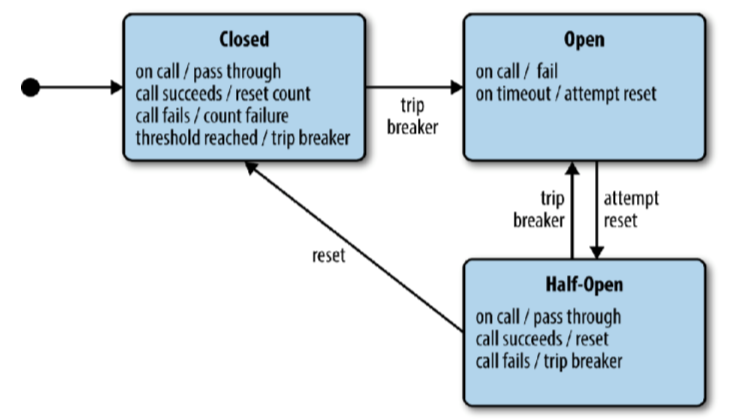 Closed
on call / pass through
call succeeds / reset count
call fails / count failure
threshold reached / trip breaker
trip
breaker
Open
on call / fail
on timeout / attempt reset
trip
breaker
attempt
reset
reset
Half-Open
on call / pass through
call succeeds / reset
call fails / trip breaker